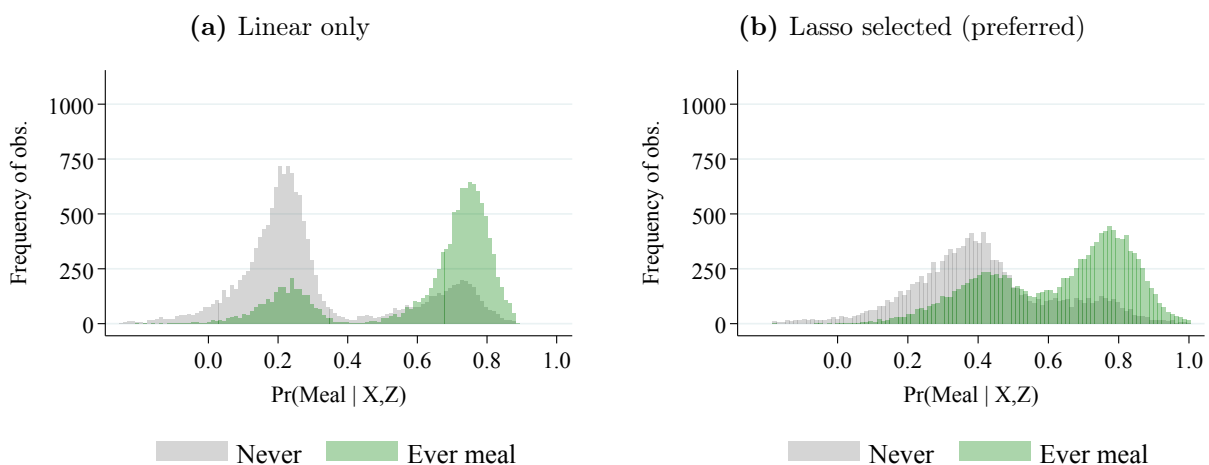 (a) Linear only
Frequency of obs.
1000
750
500
250
0
0.0 0.2 0.4 0.6 0.8 1.0
Pr(Meal | X,Z)
Never Ever meal
(b) Lasso selected (preferred)
Frequency of obs.
1000
750
500
250
0
0.0 0.2 0.4 0.6 0.8 1.0
Pr(Meal | X,Z)
Never Ever meal